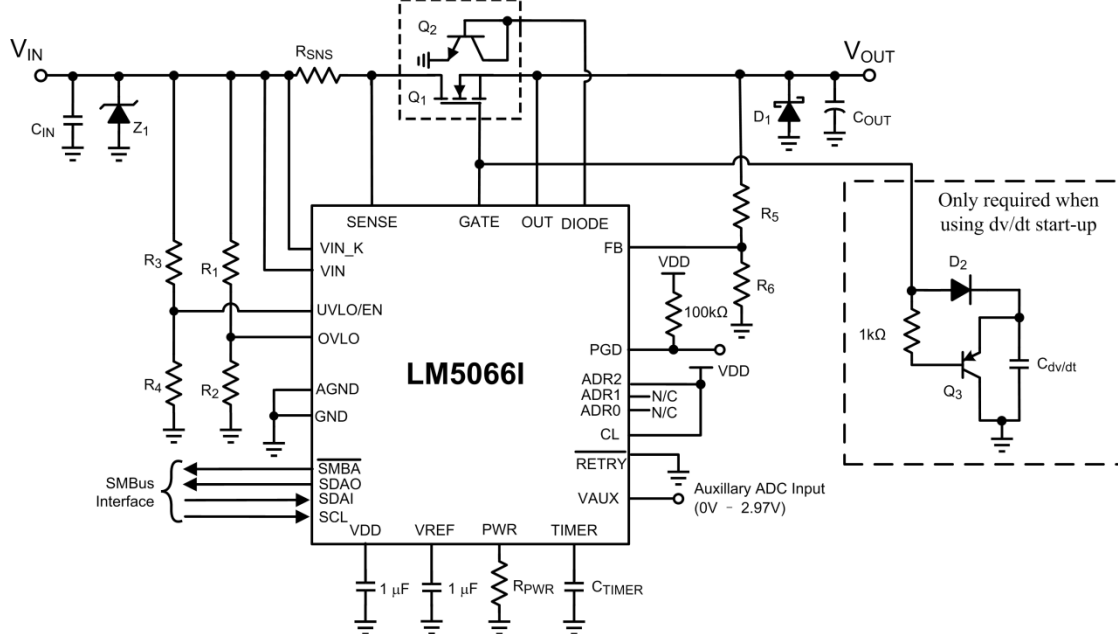 Q2
VIN
RSNS
VOUT
Q1
CIN
Z1
D1
COUT
Only required when
using dv/dt start-up
SENSE
GATE
OUT
DIODE
R5
FB
VIN_K
VIN
R3
R1
VDD
R6
D2
UVLO/EN
OVLO
100kΩ
1kΩ
PGD
LM5066I
R4
R2
VDD
Cdv/dt
Q3
AGND
GND
ADR2
ADR1
N/C
ADR0
N/C
CL
SMBus
Interface
SMBA
SDAO
SDAI
SCL
RETRY
VAUX
Auxillary ADC Input
(0V - 2.97V)
VDD
VREF
PWR
TIMER
1 µF
1 µF
RPWR
CTIMER